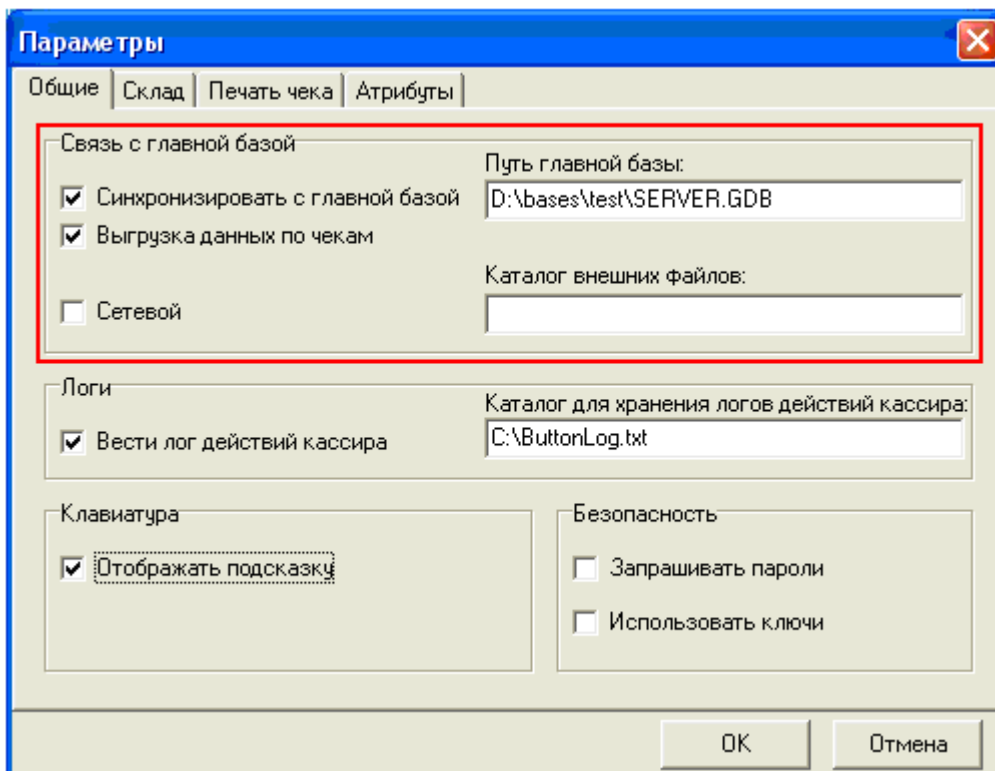 Параметры
Общие Склад Печать чека Атрибуты
Связь с главной базой
Путь главной базы:
Синхронизировать с главной базой D:\bases\test\SERVER.GDB
Выгрузка данных по чекам
Каталог внешних файлов:
Сетевой
Логи
Каталог для хранения логов действий кассира:
Вести лог действий кассира C:\ButtonLog.txt
Клавиатура Безопасность
Отображать подсказку Запрашивать пароли
Использовать ключи
OK Отмена